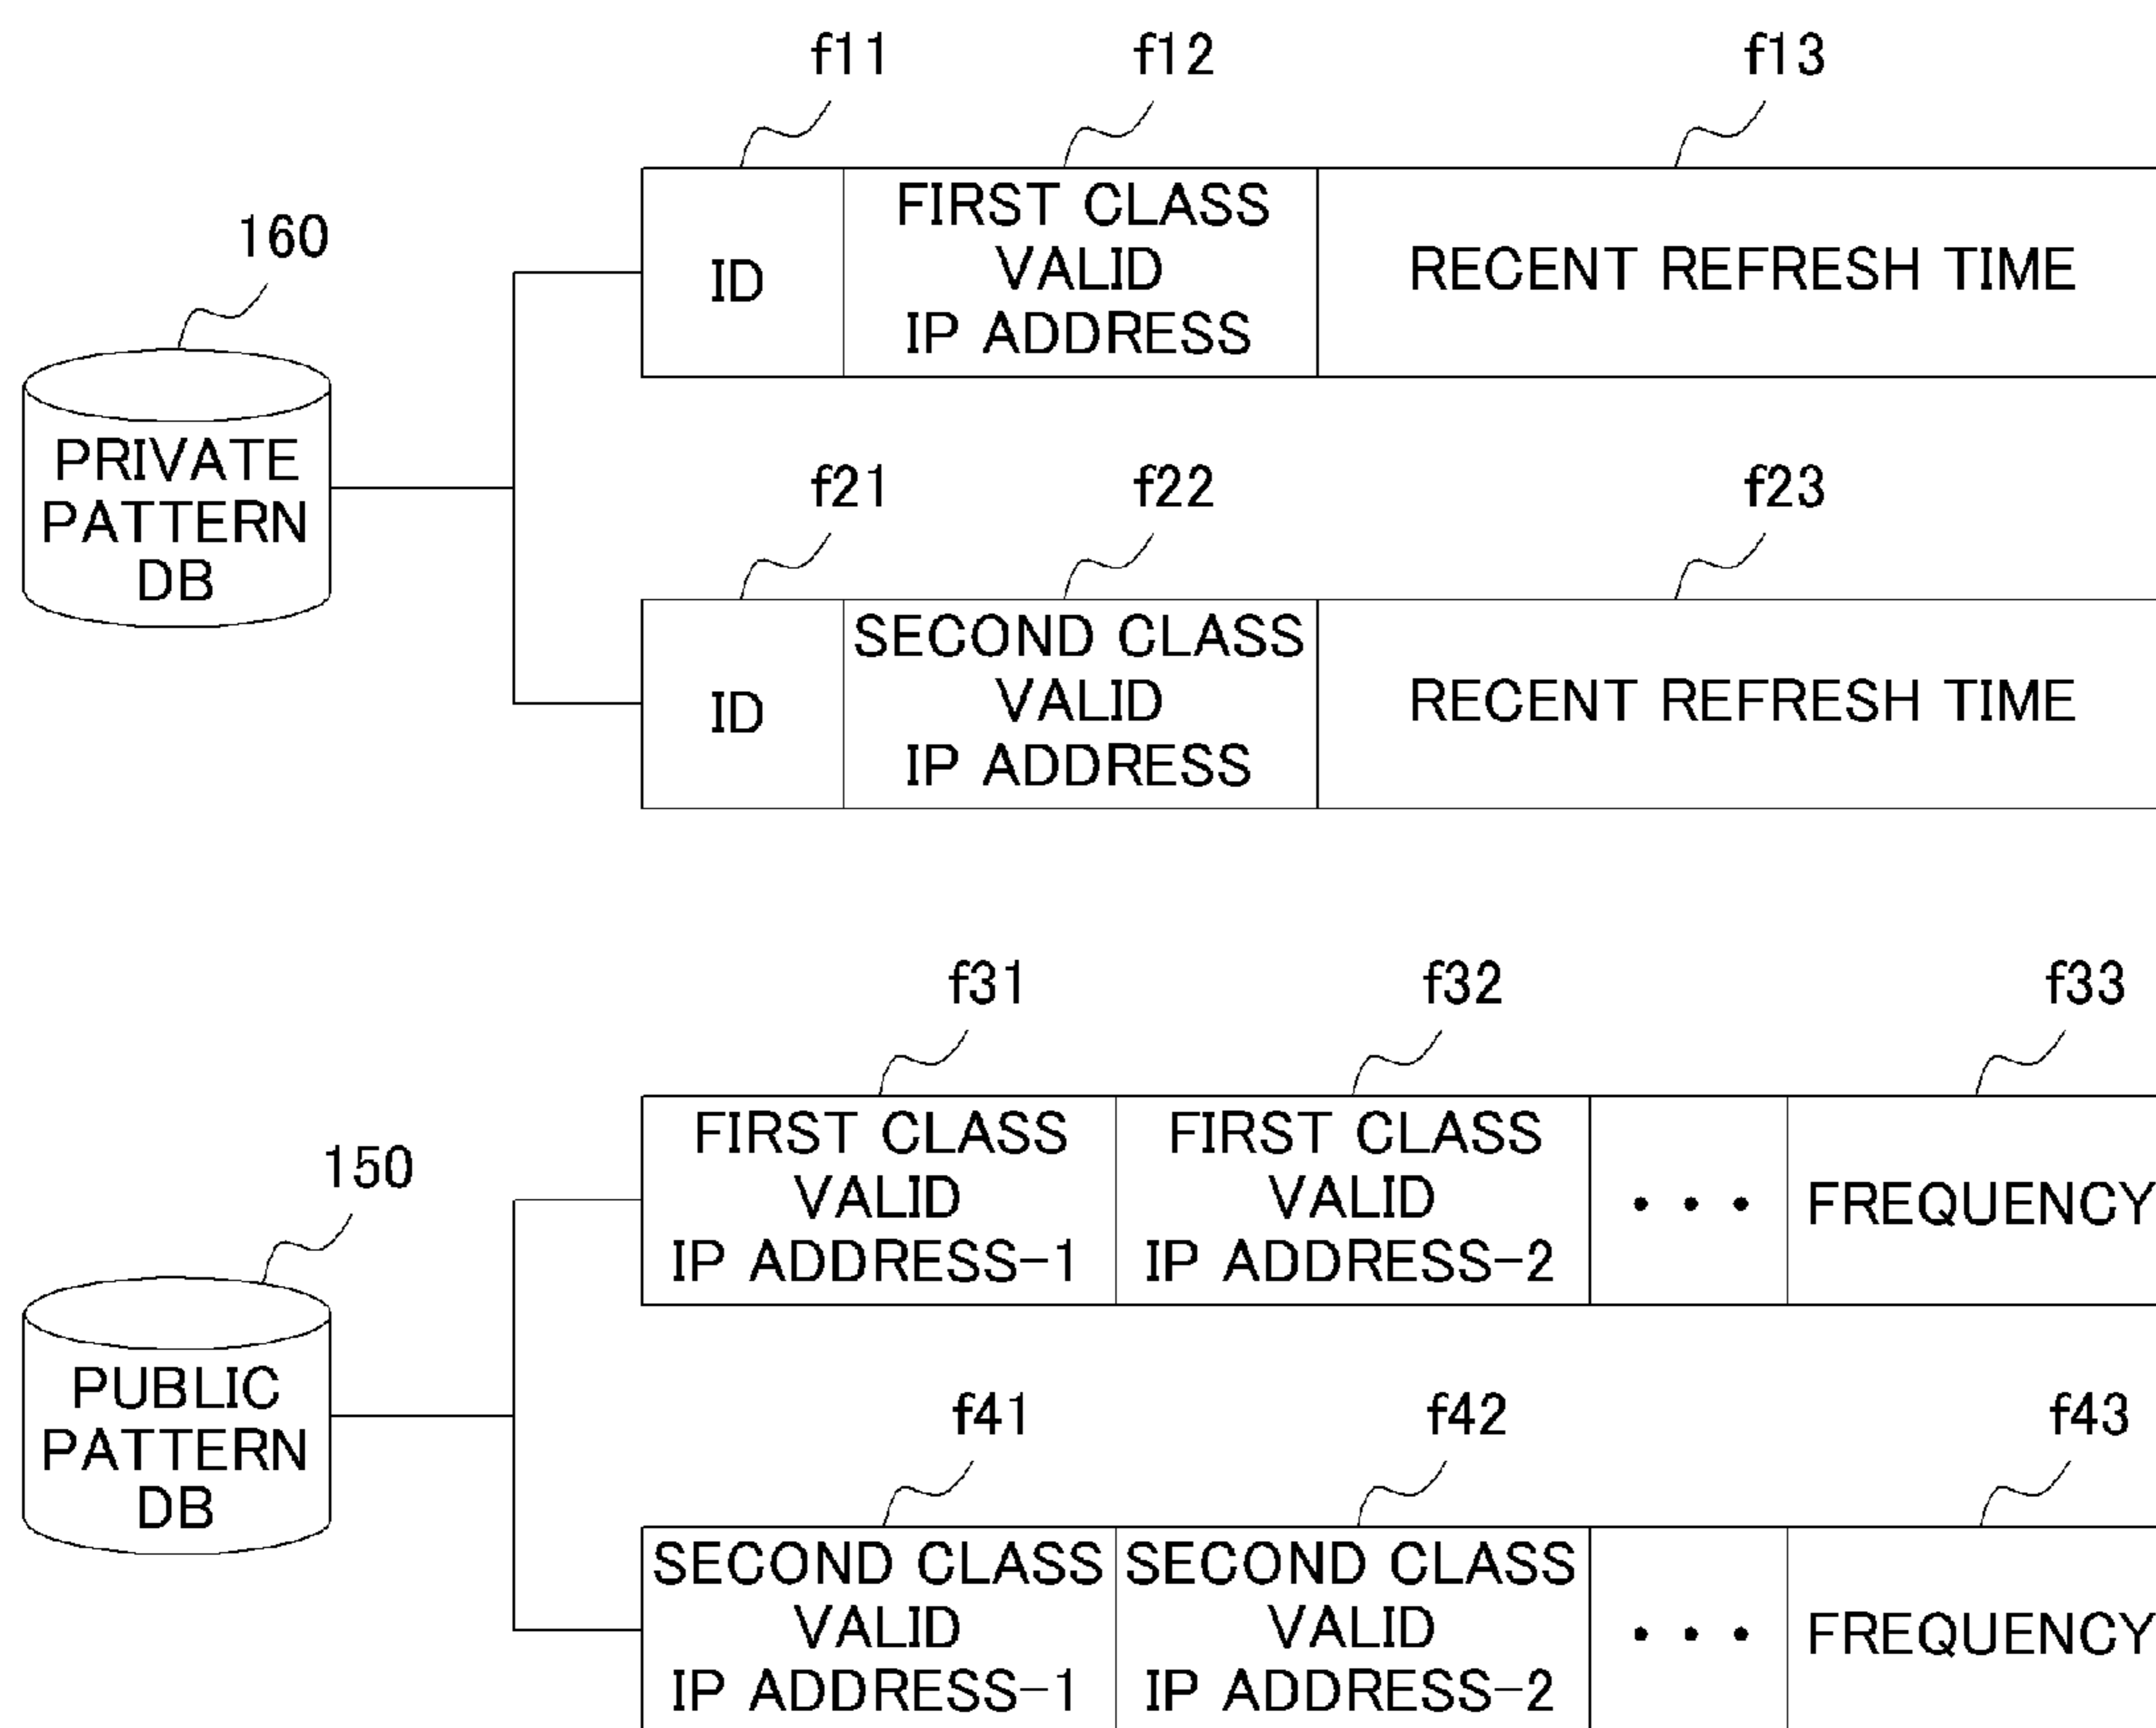 f11
f12
f13
160
ID
FIRST CLASS
VALID
IP ADDRESS
RECENT REFRESH TIME
PRIVATE
PATTERN
DB
f21
f22
f23
ID
SECOND CLASS
VALID
IP ADDRESS
RECENT REFRESH TIME
f31
f32
f33
150
FIRST CLASS
VALID
IP ADDRESS-1
FIRST CLASS
VALID
IP ADDRESS-2
• • •
FREQUENCY
PUBLIC
PATTERN
DB
f41
f42
f43
SECOND CLASS
VALID
IP ADDRESS-1
SECOND CLASS
VALID
IP ADDRESS-2
• • •
FREQUENCY